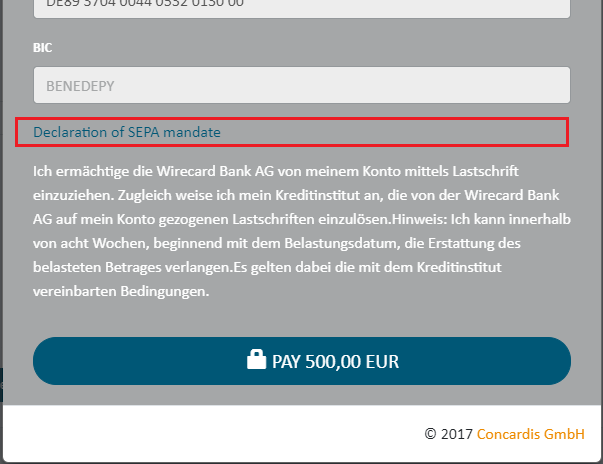 DE89 3704 0044 0532 0130 00
BIC
BENEDEPY
Declaration of SEPA mandate
Ich ermächtige die Wirecard Bank AG von meinem Konto mittels Lastschrift
einzuziehen. Zugleich weise ich mein Kreditinstitut an, die von der Wirecard Bank
AG auf mein Konto gezogenen Lastschriften einzulösen.Hinweis: Ich kann innerhalb
von acht Wochen, beginnend mit dem Belastungsdatum, die Erstattung des
belasteten Betrages verlangen.Es gelten dabei die mit dem Kreditinstitut
vereinbarten Bedingungen.
PAY 500,00 EUR
© 2017 Concardis GmbH